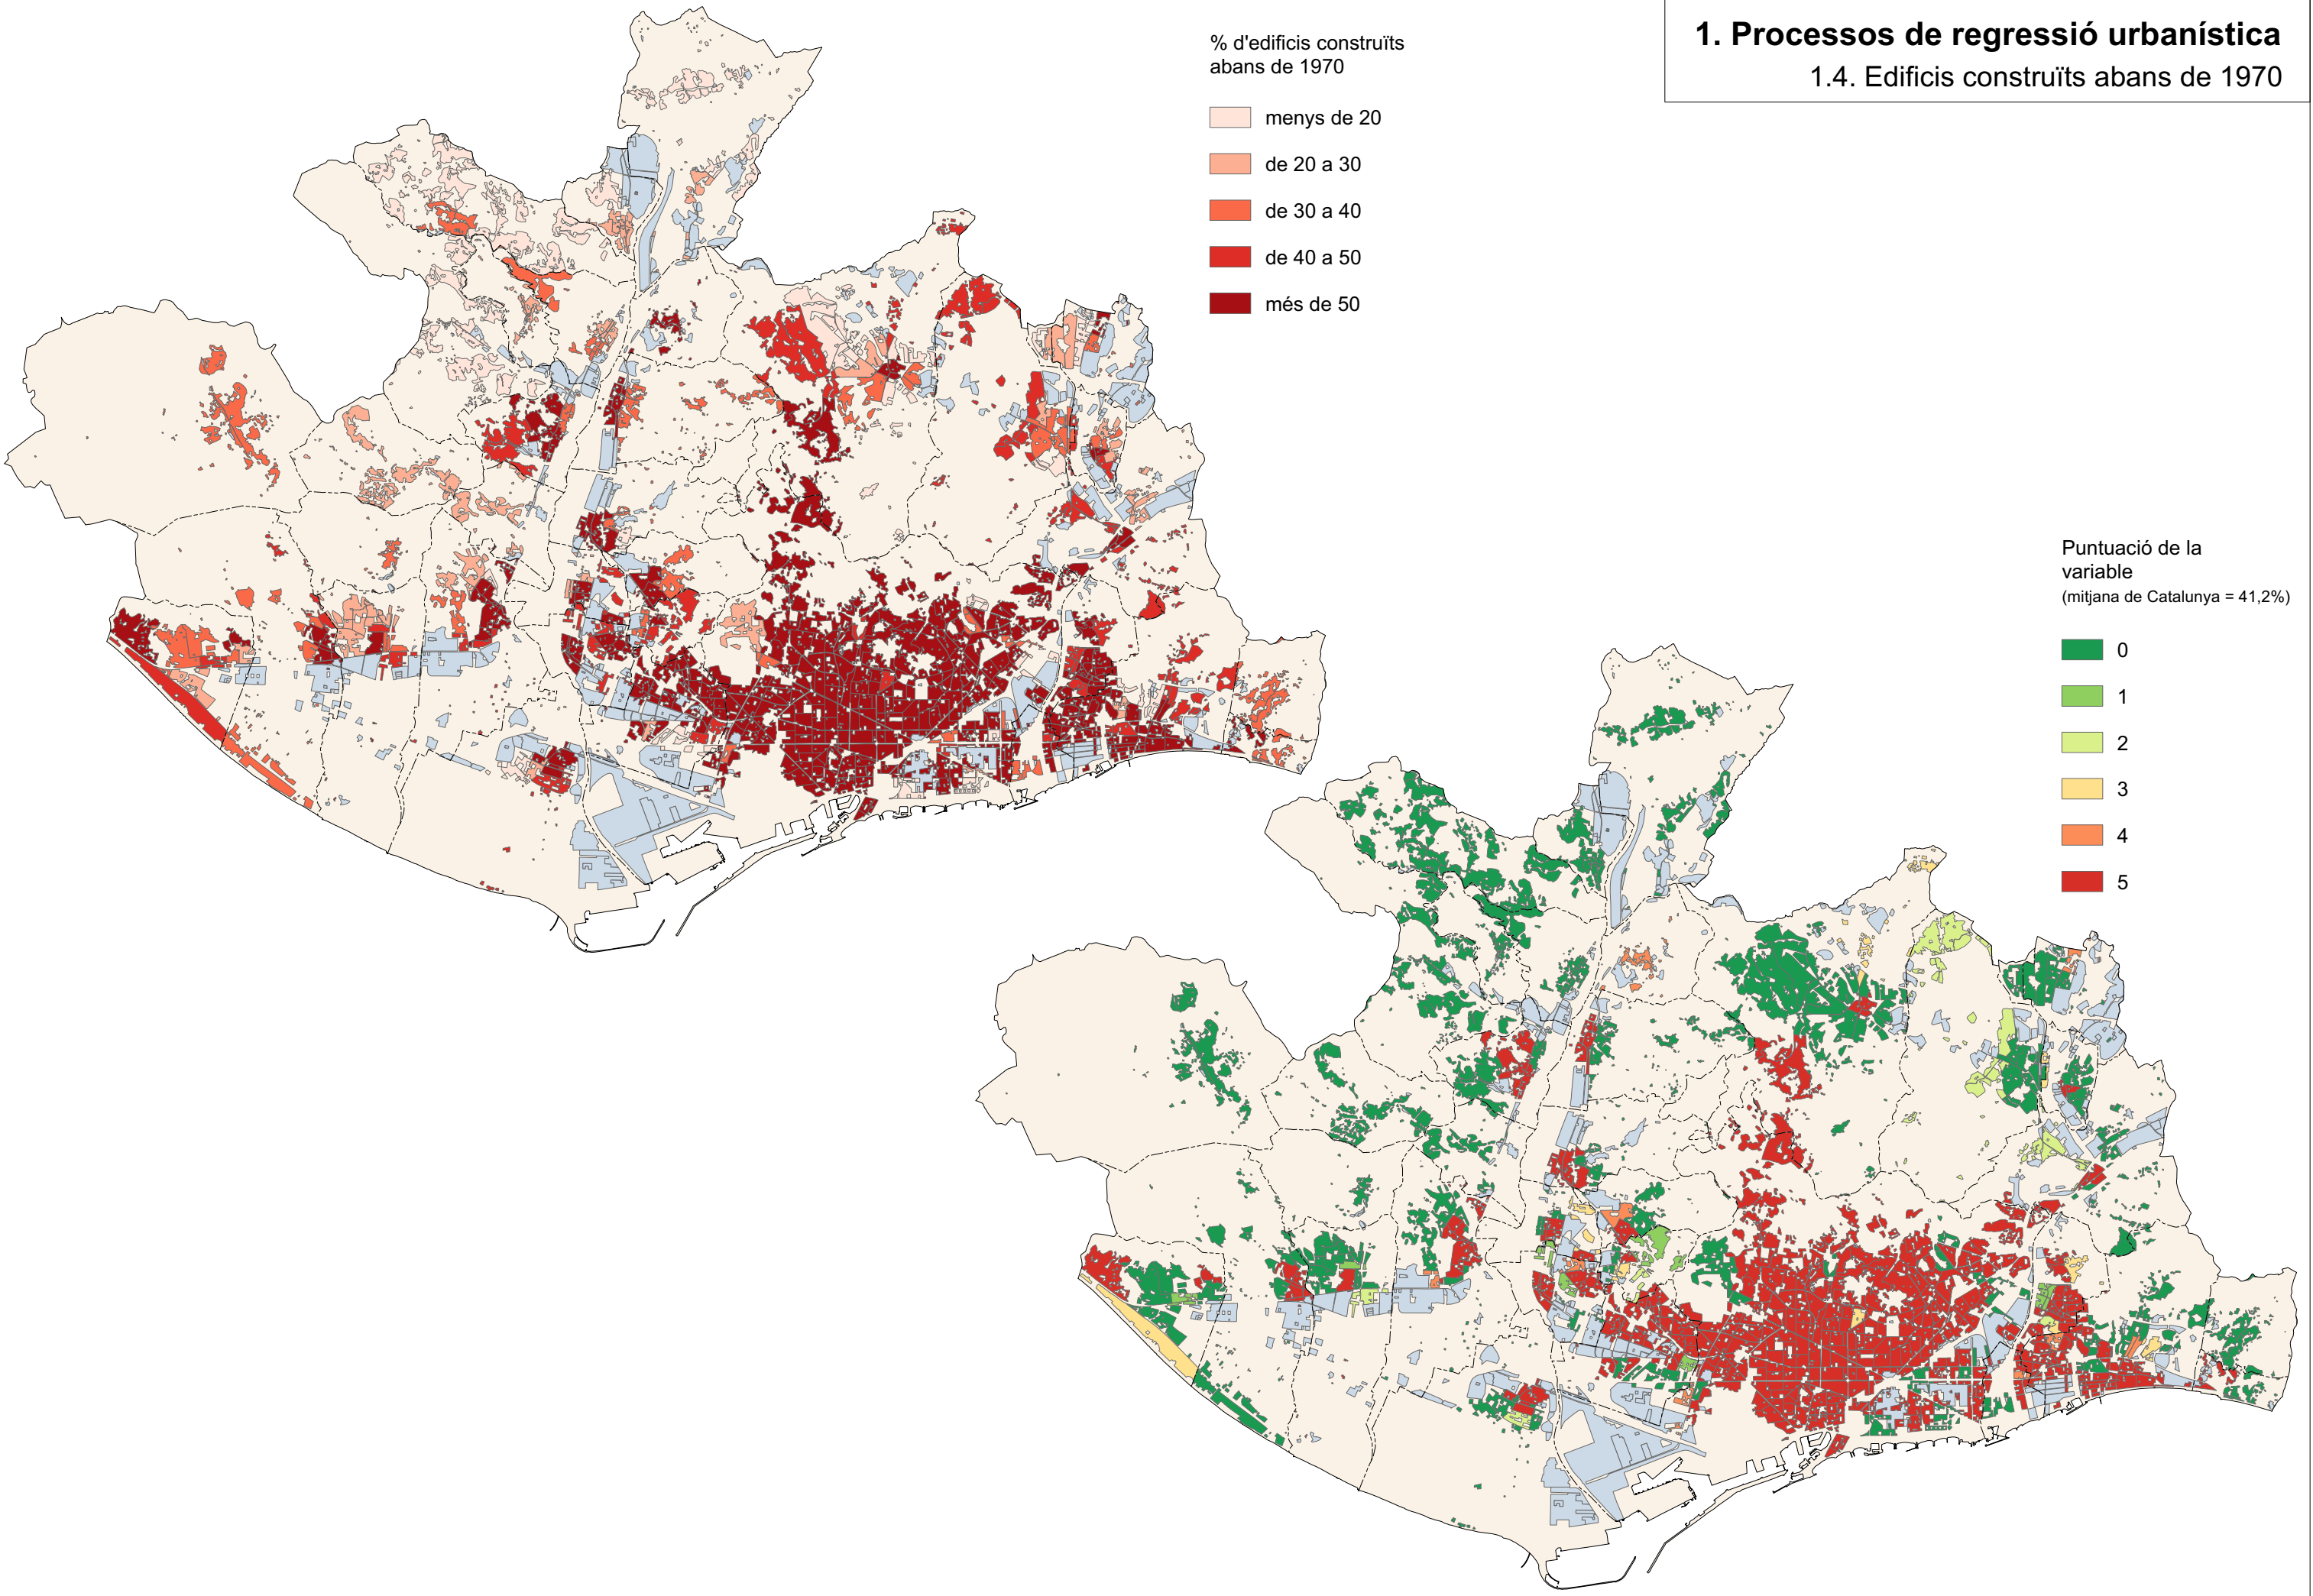 1. Processos de regressió urbanística
1.4. Edificis construïts abans de 1970
% d'edificis construïts
abans de 1970
menys de 20
de 20 a 30
de 30 a 40
de 40 a 50
més de 50
Puntuació de la
variable
(mitjana de Catalunya = 41,2%)
0
1
2
3
4
5